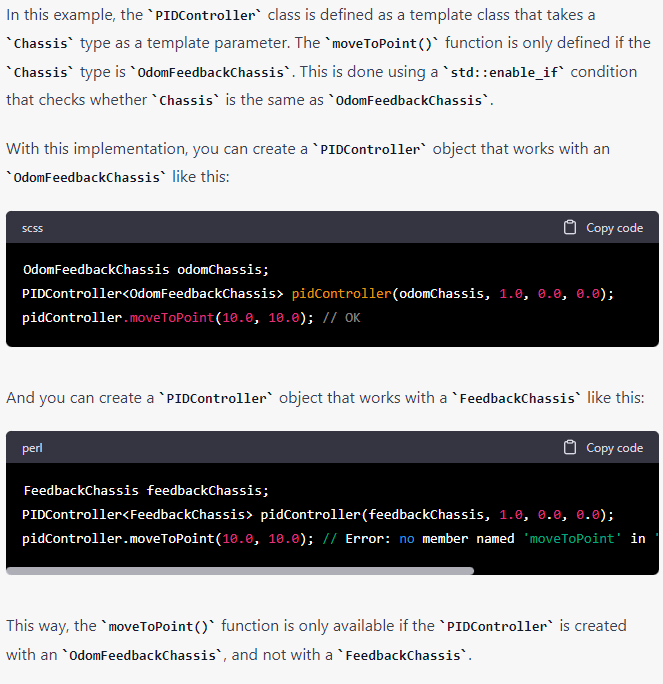 In this example, the `PIDController` class is defined as a template class that takes a
`Chassis` type as a template parameter. The `moveToPoint()` function is only defined if the
`Chassis` type is `OdomFeedbackChassis`. This is done using a `std::enable_if` condition
that checks whether `Chassis` is the same as `OdomFeedbackChassis`.
With this implementation, you can create a `PIDController` object that works with an
`OdomFeedbackChassis` like this:
scss Copy code
OdomFeedbackChassis odomChassis;
PIDController<OdomFeedbackChassis> pidController(odomChassis, 1.0, 0.0, 0.0);
pidController.moveToPoint(10.0, 10.0); // OK
And you can create a `PIDController` object that works with a `FeedbackChassis` like this:
perl Copy code
FeedbackChassis feedbackChassis;
PIDController<FeedbackChassis> pidController(feedbackChassis, 1.0, 0.0, 0.0);
pidController.moveToPoint(10.0, 10.0); // Error: no member named 'moveToPoint' in '
This way, the `moveToPoint()` function is only available if the `PIDController` is created
with an `OdomFeedbackChassis`, and not with a `FeedbackChassis`.